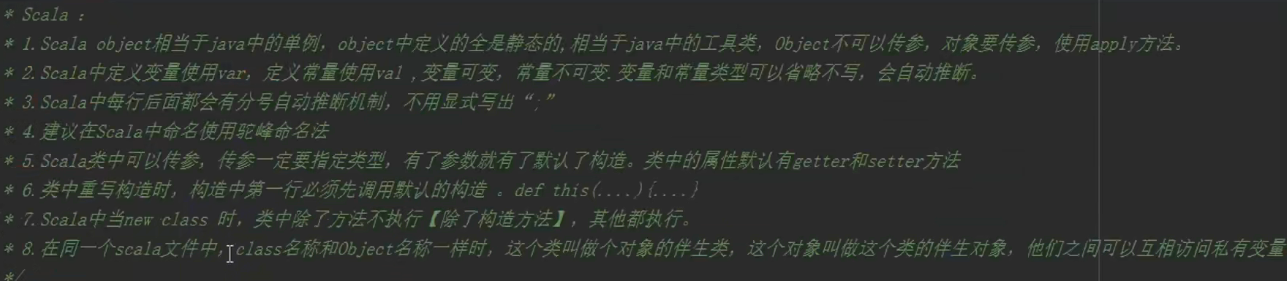 * Scala :
* 1.Scala object相当于java中的单例，object中定义的全是静态的,相当于java中的工具类，Object不可以传参，对象要传参，使用apply方法。
* 2.Scala中定义变量使用var，定义常量使用val ,变量可变，常量不可变.变量和常量类型可以省略不写，会自动推断。
* 3.Scala中每行后面都会有分号自动推断机制，不用显式写出“;”
* 4.建议在Scala中命名使用驼峰命名法
* 5.Scala类中可以传参，传参一定要指定类型，有了参数就有了默认了构造。类中的属性默认有getter和setter方法
* 6.类中重写构造时，构造中第一行必须先调用默认的构造 。def this(....){....}
* 7.Scala中当new class 时，类中除了方法不执行【除了构造方法】，其他都执行。
* 8.在同一个scala文件中，class名称和Object名称一样时，这个类叫做个对象的伴生类，这个对象叫做这个类的伴生对象，他们之间可以互相访问私有变量
*/